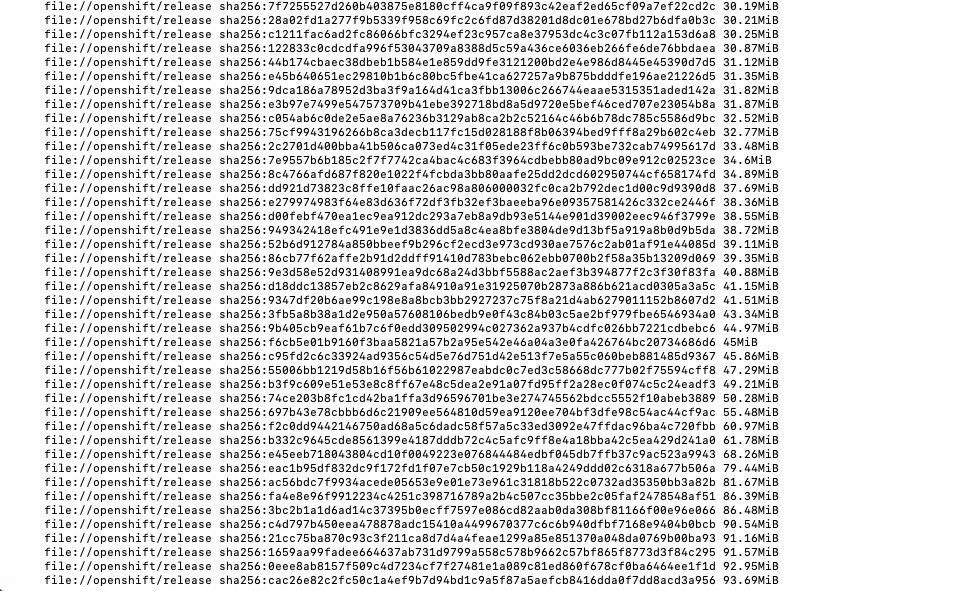 file://openshift/release sha256:7f7255527d260b403875e8180cff4ca9f09f893c42eaf2ed65cf09a7ef22cd2c 30.19MiB
file://openshift/release sha256:28a02fd1a277f9b5339f958c69fc2c6fd87d38201d8dc01e678bd27b6dfa0b3c 30.21MiB
file://openshift/release sha256:c1211fac6ad2fc86066bfc3294ef23c957ca8e37953dc4c3c07fb112a153d6a8 30.25MiB
file://openshift/release sha256:122833c0cdcdfa996f53043709a8388d5c59a436ce6036eb266fe6de76bbdaea 30.87MiB
file://openshift/release sha256:44b174cbaec38dbeb1b584e1e859dd9fe3121200bd2e4e986d8445e45390d7d5 31.12MiB
file://openshift/release sha256:e45b640651ec29810b1b6c80bc5fbe41ca627257a9b875bdddfe196ae21226d5 31.35MiB
file://openshift/release sha256:9dca186a78952d3ba3f9a164d41ca3fbb13006c266744eaae5315351aded142a 31.82MiB
file://openshift/release sha256:e3b97e7499e547573709b41ebe392718bd8a5d9720e5bef46ced707e23054b8a 31.87MiB
file://openshift/release sha256:c054ab6c0de2e5ae8a76236b3129ab8ca2b2c52164c46b6b78dc785c5586d9bc 32.52MiB
file://openshift/release sha256:75cf9943196266b8ca3decb117fc15d028188f8b06394bed9fff8a29b602c4eb 32.77MiB
file://openshift/release sha256:2c2701d400bba41b506ca073ed4c31f05ede23ff6c0b593be732cab74995617d 33.48MiB
file://openshift/release sha256:7e9557b6b185c2f7f7742ca4bac4c683f3964cdbebb80ad9bc09e912c02523ce 34.6MiB
file://openshift/release sha256:8c4766afd687f820e1022f4fcbda3bb80aafe25dd2dcd602950744cf658174fd 34.89MiB
file://openshift/release sha256:dd921d73823c8ffe10faac26ac98a806000032fc0ca2b792dec1d00c9d9390d8 37.69MiB
file://openshift/release sha256:e279974983f64e83d636f72df3fb32ef3baeeba96e09357581426c332ce2446f 38.36MiB
file://openshift/release sha256:d00febf470ea1ec9ea912dc293a7eb8a9db93e5144e901d39002eec946f3799e 38.55MiB
file://openshift/release sha256:949342418efc491e9e1d3836dd5a8c4ea8bfe3804de9d13bf5a919a8b0d9b5da 38.72MiB
file://openshift/release sha256:52b6d912784a850bbeef9b296cf2ecd3e973cd930ae7576c2ab01af91e44085d 39.11MiB
file://openshift/release sha256:86cb77f62affe2b91d2ddff91410d783bebc062ebb0700b2f58a35b13209d069 39.35MiB
file://openshift/release sha256:9e3d58e52d931408991ea9dc68a24d3bbf5588ac2aef3b394877f2c3f30f83fa 40.88MiB
file://openshift/release sha256:d18ddc13857eb2c8629afa84910a91e31925070b2873a886b621acd0305a3a5c 41.15MiB
file://openshift/release sha256:9347df20b6ae99c198e8a8bcb3bb2927237c75f8a21d4ab6279011152b8607d2 41.51MiB
file://openshift/release sha256:3fb5a8b38a1d2e950a57608106bedb9e0f43c84b03c5ae2bf979fbe6546934a0 43.34MiB
file://openshift/release sha256:9b405cb9eaf61b7c6f0edd309502994c027362a937b4cdfc026bb7221cdbebc6 44.97MiB
file://openshift/release sha256:f6cb5e01b9160f3baa5821a57b2a95e542e46a04a3e0fa426764bc20734686d6 45MiB
file://openshift/release sha256:c95fd2c6c33924ad9356c54d5e76d751d42e513f7e5a55c060beb881485d9367 45.86MiB
file://openshift/release sha256:55006bb1219d58b16f56b61022987eabdc0c7ed3c58668dc777b02f75594cff8 47.29MiB
file://openshift/release sha256:b3f9c609e51e53e8c8ff67e48c5dea2e91a07fd95ff2a28ec0f074c5c24eadf3 49.21MiB
file://openshift/release sha256:74ce203b8fc1cd42ba1ffa3d96596701be3e274745562bdcc5552f10abeb3889 50.28MiB
file://openshift/release sha256:697b43e78cbbb6d6c21909ee564810d59ea9120ee704bf3dfe98c54ac44cf9ac 55.48MiB
file://openshift/release sha256:f2c0dd9442146750ad68a5c6dadc58f57a5c33ed3092e47ffdac96ba4c720fbb 60.97MiB
file://openshift/release sha256:b332c9645cde8561399e4187dddb72c4c5afc9ff8e4a18bba42c5ea429d241a0 61.78MiB
file://openshift/release sha256:e45eeb718043804cd10f0049223e076844484edbf045db7ffb37c9ac523a9943 68.26MiB
file://openshift/release sha256:eac1b95df832dc9f172fd1f07e7cb50c1929b118a4249ddd02c6318a677b506a 79.44MiB
file://openshift/release sha256:ac56bdc7f9934acede05653e9e01e73e961c31818b522c0732ad35350bb3a82b 81.67MiB
file://openshift/release sha256:fa4e8e96f9912234c4251c398716789a2b4c507cc35bbe2c05faf2478548af51 86.39MiB
file://openshift/release sha256:3bc2b1a1d6ad14c37395b0ecff7597e086cd82aab0da308bf81166f00e96e066 86.48MiB
file://openshift/release sha256:c4d797b450eea478878adc15410a4499670377c6c6b940dfbf7168e9404b0bcb 90.54MiB
file://openshift/release sha256:21cc75ba870c93c3f211ca8d7d4a4feae1299a85e851370a048da0769b00ba93 91.16MiB
file://openshift/release sha256:1659aa99fadee664637ab731d9799a558c578b9662c57bf865f8773d3f84c295 91.57MiB
file://openshift/release sha256:0eee8ab8157f509c4d7234cf7f27481e1a089c81ed860f678cf0ba6464ee1f1d 92.95MiB
file://openshift/release sha256:cac26e82c2fc50c1a4ef9b7d94bd1c9a5f87a5aefcb8416dda0f7dd8acd3a956 93.69MiB